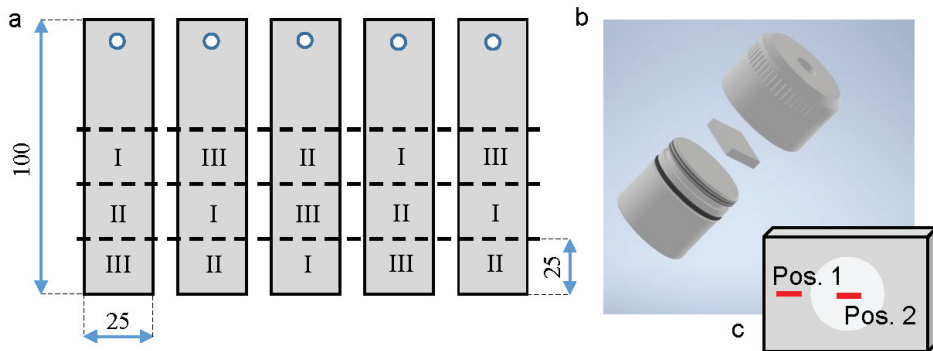 a
100
I III II I III
II I III II I
III II I III II
25
25
b
c
Pos. 1
Pos. 2